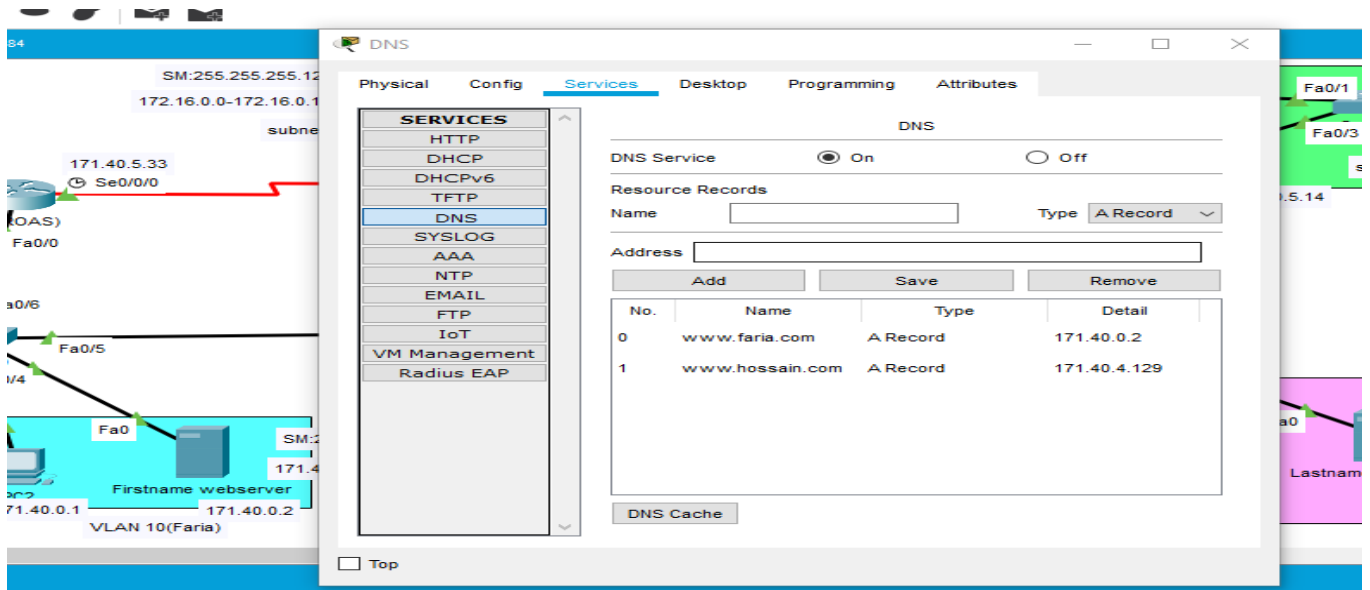 84
DNS
SM:255.255.255.12
172.16.0.0-172.16.0.1
subne
171.40.5.33
Se0/0/0
OAS)
Fa0/0
a0/6
Fa0/5
0/4
Fa0
SM:2
171.4
Firstname webserver
PC2
71.40.0.1
171.40.0.2
VLAN 10(Faria)
Physical Config Services Desktop Programming Attributes
SERVICES
HTTP
DHCP
DHCPv6
TFTP
DNS
SYSLOG
AAA
NTP
EMAIL
FTP
IoT
VM Management
Radius EAP
DNS
DNS Service On Off
Resource Records
Name Type A Record
Address
Add Save Remove
No. Name Type Detail
0 www.faria.com A Record 171.40.0.2
1 www.hossain.com A Record 171.40.4.129
DNS Cache
Top
Fa0/1
Fa0/3
s
0.5.14
a0
Lastnam